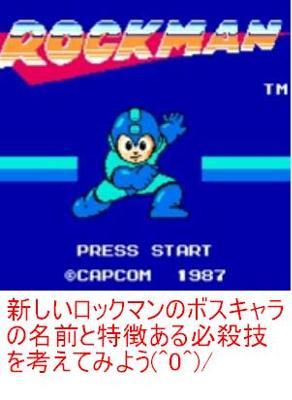 ROCKMAN
TM
PRESS START
©CAPCOM 1987
新しいロックマンのボスキャラ
の名前と特徴ある必殺技
を考えてみよう(^0^)/